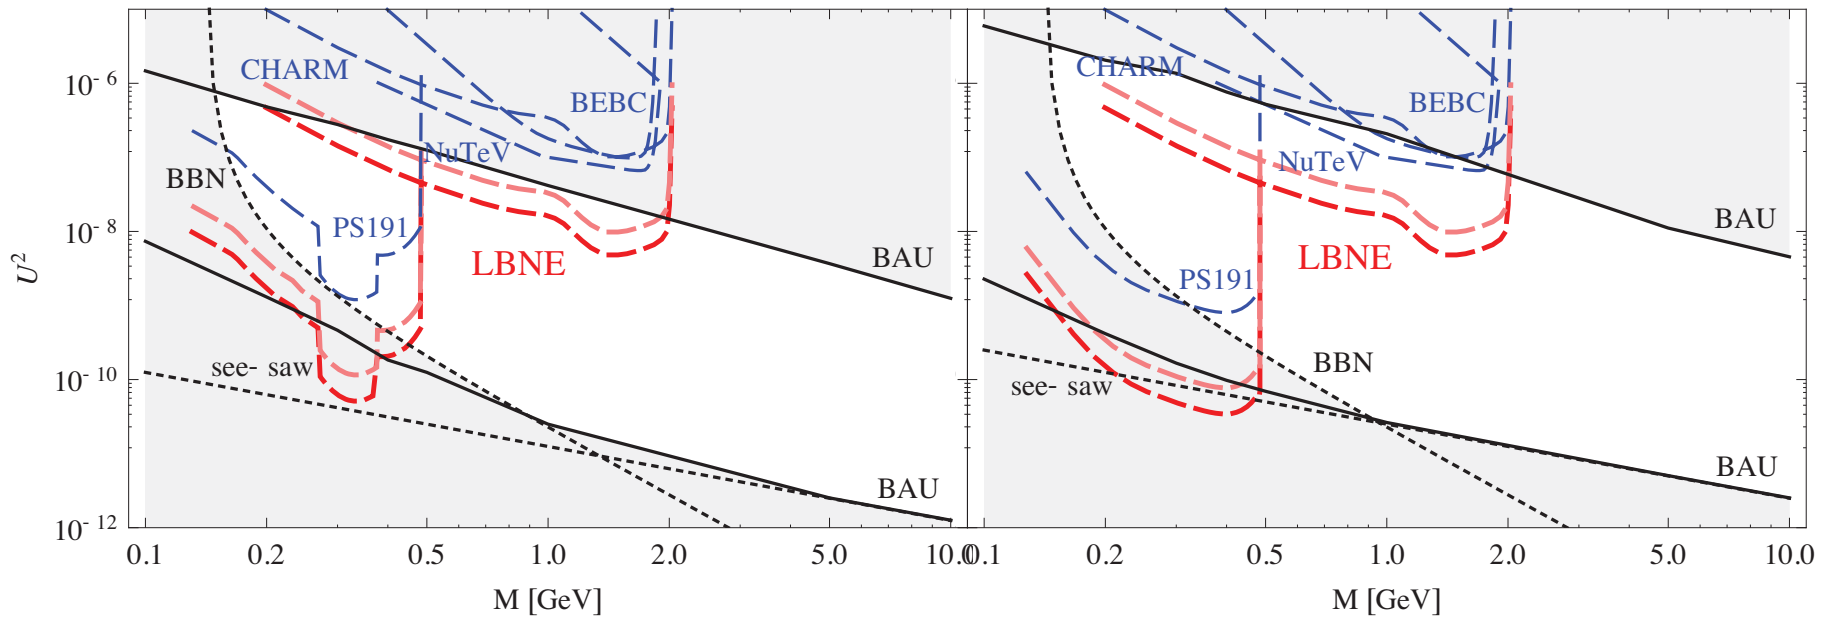 CHARM
BEBC
CHARM
BEBC
10⁻⁶
NuTeV
NuTeV
BBN
PS191
BAU
10⁻⁸
BAU
U²
LBNE
LBNE
PS191
see- saw
BBN
10⁻¹⁰
see- saw
BAU
BAU
10⁻¹²
0.1 0.2 0.5 1.0 2.0 5.0 10.0 0.1 0.2 0.5 1.0 2.0 5.0 10.0
M [GeV] M [GeV]